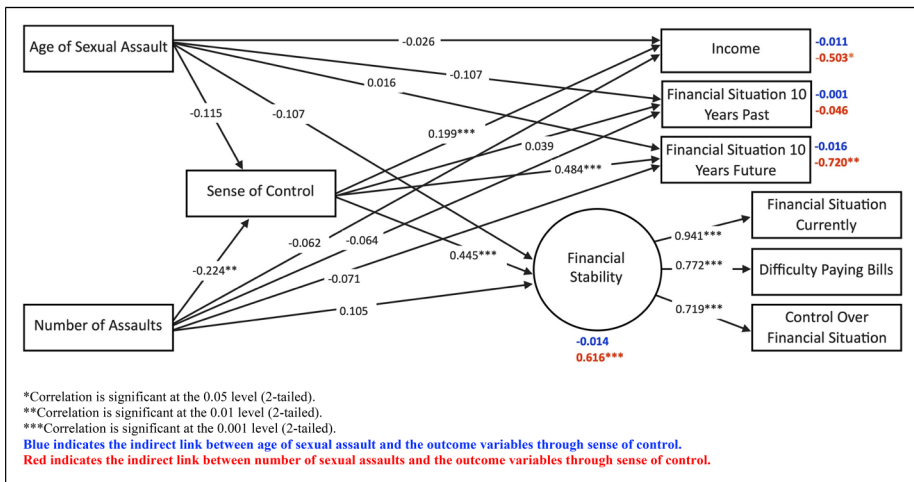 Age of Sexual Assault
-0.026
Income
-0.011
-0.503*
-0.107
0.016
Financial Situation 10
Years Past
-0.001
-0.046
-0.115
-0.107
0.199***
0.039
Financial Situation 10
Years Future
-0.016
-0.720**
0.484***
Sense of Control
Financial Situation
Currently
-0.224**
-0.062
-0.064
0.445***
-0.071
0.105
Financial
Stability
0.941***
0.772***
0.719***
Difficulty Paying Bills
Number of Assaults
Control Over
Financial Situation
-0.014
0.616***
*Correlation is significant at the 0.05 level (2-tailed).
**Correlation is significant at the 0.01 level (2-tailed).
***Correlation is significant at the 0.001 level (2-tailed).
Blue indicates the indirect link between age of sexual assault and the outcome variables through sense of control.
Red indicates the indirect link between number of sexual assaults and the outcome variables through sense of control.